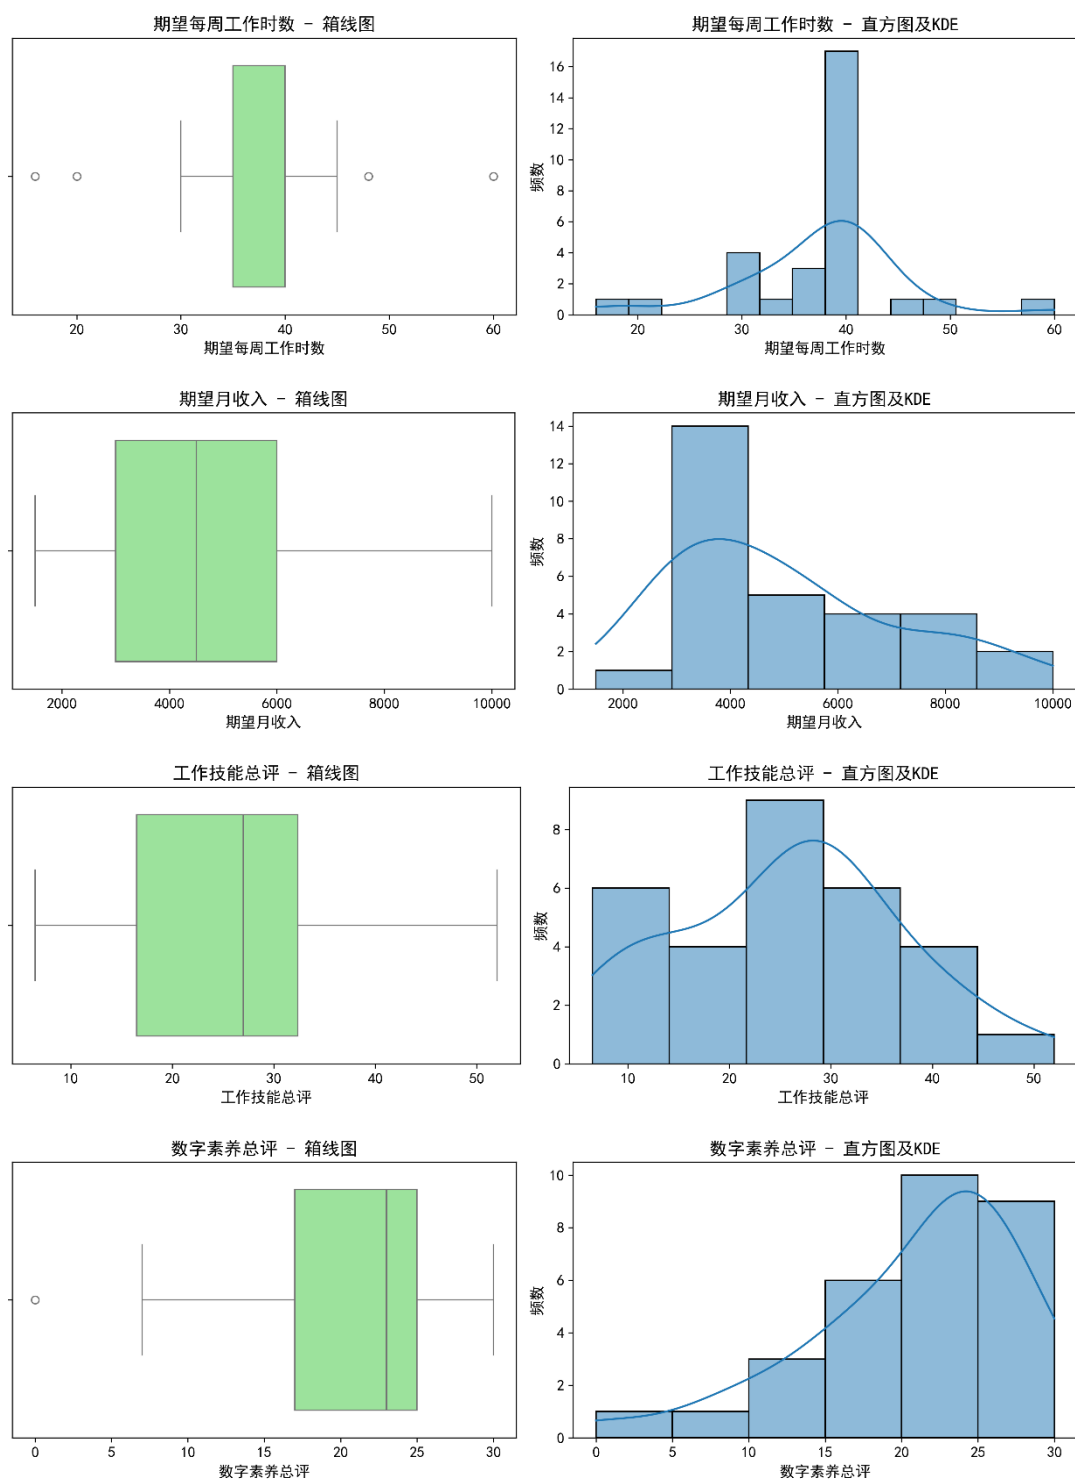 期望每周工作时数 - 箱线图
20 30 40 50 60
期望每周工作时数
期望每周工作时数 - 直方图及KDE
频数
16
14
12
10
8
6
4
2
0
20 30 40 50 60
期望每周工作时数
期望月收入 - 箱线图
2000 4000 6000 8000 10000
期望月收入
期望月收入 - 直方图及KDE
频数
14
12
10
8
6
4
2
0
2000 4000 6000 8000 10000
期望月收入
工作技能总评 - 箱线图
10 20 30 40 50
工作技能总评
工作技能总评 - 直方图及KDE
频数
8
6
4
2
0
10 20 30 40 50
工作技能总评
数字素养总评 - 箱线图
0 5 10 15 20 25 30
数字素养总评
数字素养总评 - 直方图及KDE
频数
10
8
6
4
2
0
0 5 10 15 20 25 30
数字素养总评